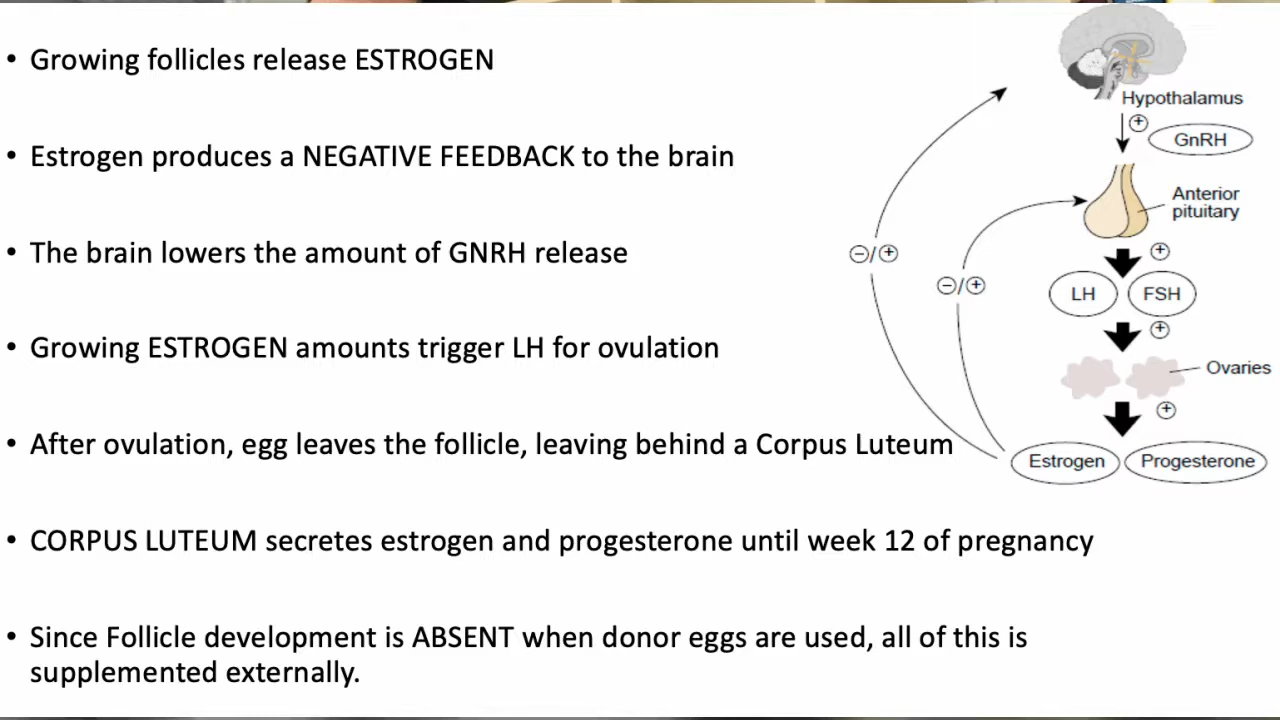 • Growing follicles release ESTROGEN
• Estrogen produces a NEGATIVE FEEDBACK to the brain
• The brain lowers the amount of GNRH release
• Growing ESTROGEN amounts trigger LH for ovulation
• After ovulation, egg leaves the follicle, leaving behind a Corpus Luteum
• CORPUS LUTEUM secretes estrogen and progesterone until week 12 of pregnancy
• Since Follicle development is ABSENT when donor eggs are used, all of this is
supplemented externally.
Hypothalamus
+
GnRH
Anterior
pituitary
−/+
−/+
+
LH
FSH
+
Ovaries
+
Estrogen
Progesterone